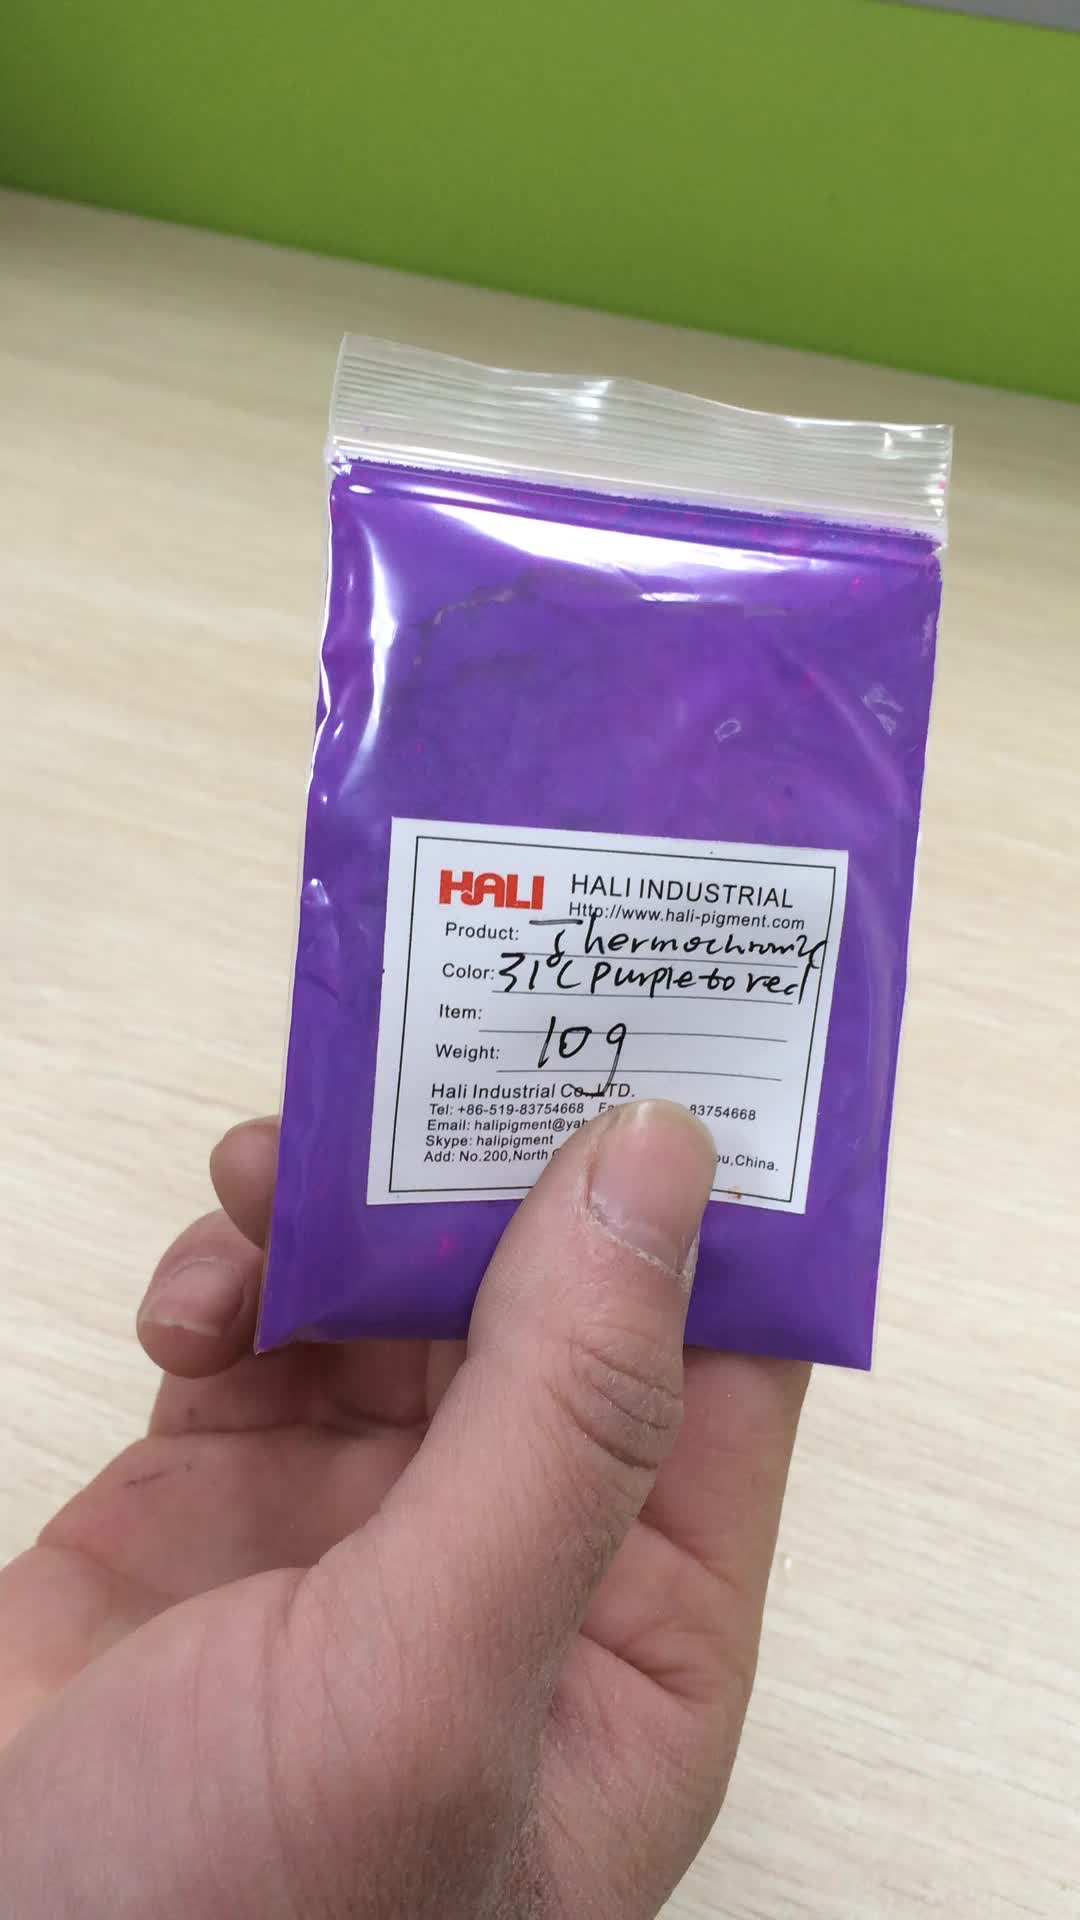 HALI HALI INDUSTRIAL
Http://www.hali-pigment.com
Product: Thermochromic
Color: 31°C purple to red
Item:
Weight: 10g
Hali Industrial Co.,LTD.
Tel: +86-519-83754668 83754668
Email: halipigment@yah
Skype: halipigment
Add: No.200,North ,China.